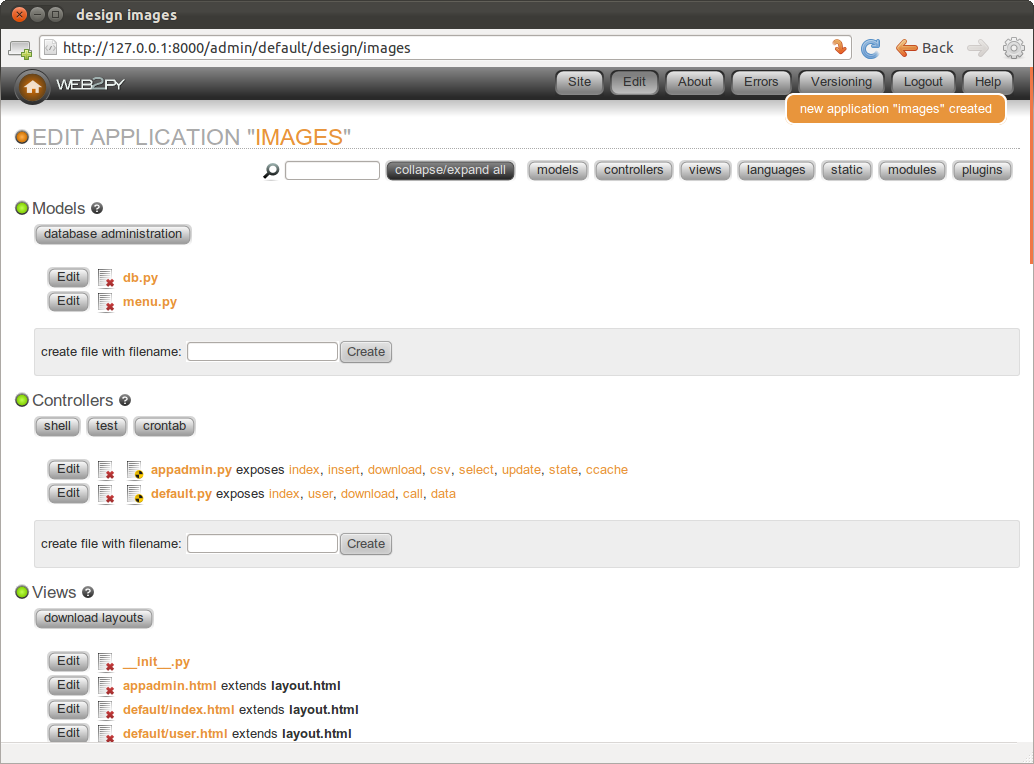 design images
http://127.0.0.1:8000/admin/default/design/images Back
WEB2PY Site Edit About Errors Versioning Logout Help
new application "images" created
EDIT APPLICATION "IMAGES"
collapse/expand all models controllers views languages static modules plugins
Models ?
database administration
Edit db.py
Edit menu.py
create file with filename: Create
Controllers ?
shell test crontab
Edit appadmin.py exposes index, insert, download, csv, select, update, state, ccache
Edit default.py exposes index, user, download, call, data
create file with filename: Create
Views ?
download layouts
Edit __init__.py
Edit appadmin.html extends layout.html
Edit default/index.html extends layout.html
Edit default/user.html extends layout.html